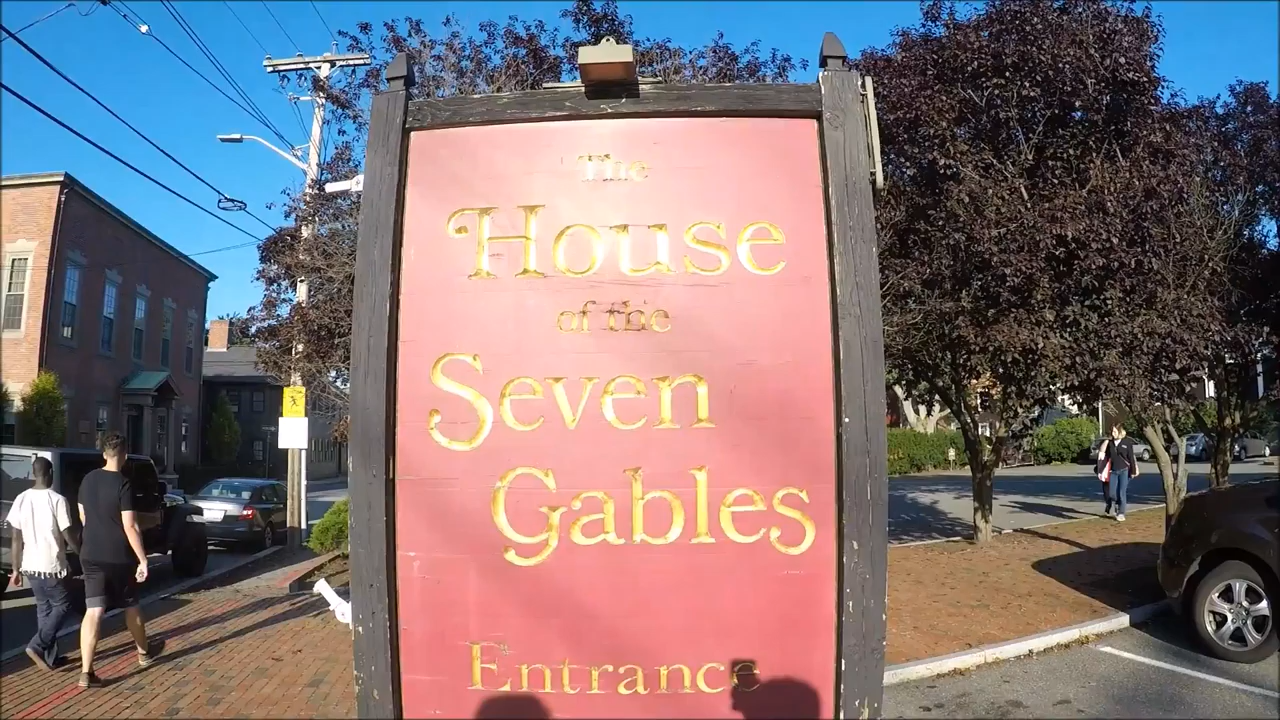 The
House
of the
Seven
Gables
Entrance